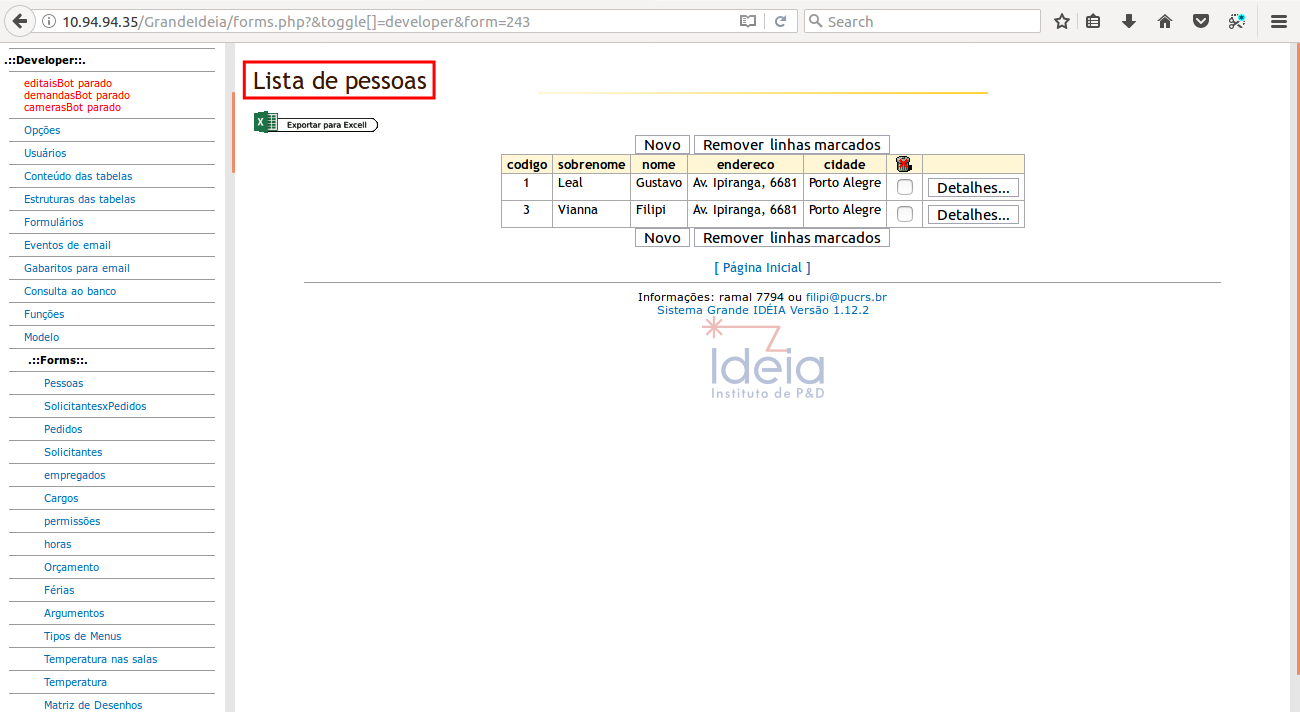 10.94.94.35/GrandeIdeia/forms.php?&toggle[]=developer&form=243
Search
.::Developer::.
editaisBot parado
demandasBot parado
camerasBot parado
Opções
Usuários
Conteúdo das tabelas
Estruturas das tabelas
Formulários
Eventos de email
Gabaritos para email
Consulta ao banco
Funções
Modelo
.::Forms::.
Pessoas
SolicitantesxPedidos
Pedidos
Solicitantes
empregados
Cargos
permissões
horas
Orçamento
Férias
Argumentos
Tipos de Menus
Temperatura nas salas
Temperatura
Matriz de Desenhos
Lista de pessoas
Exportar para Excell
Novo Remover linhas marcados
codigo sobrenome nome endereco cidade
1 Leal Gustavo Av. Ipiranga, 6681 Porto Alegre Detalhes...
3 Vianna Filipi Av. Ipiranga, 6681 Porto Alegre Detalhes...
Novo Remover linhas marcados
[ Página Inicial ]
Informações: ramal 7794 ou filipi@pucrs.br
Sistema Grande IDÉIA Versão 1.12.2
Ideia
Instituto de P&D